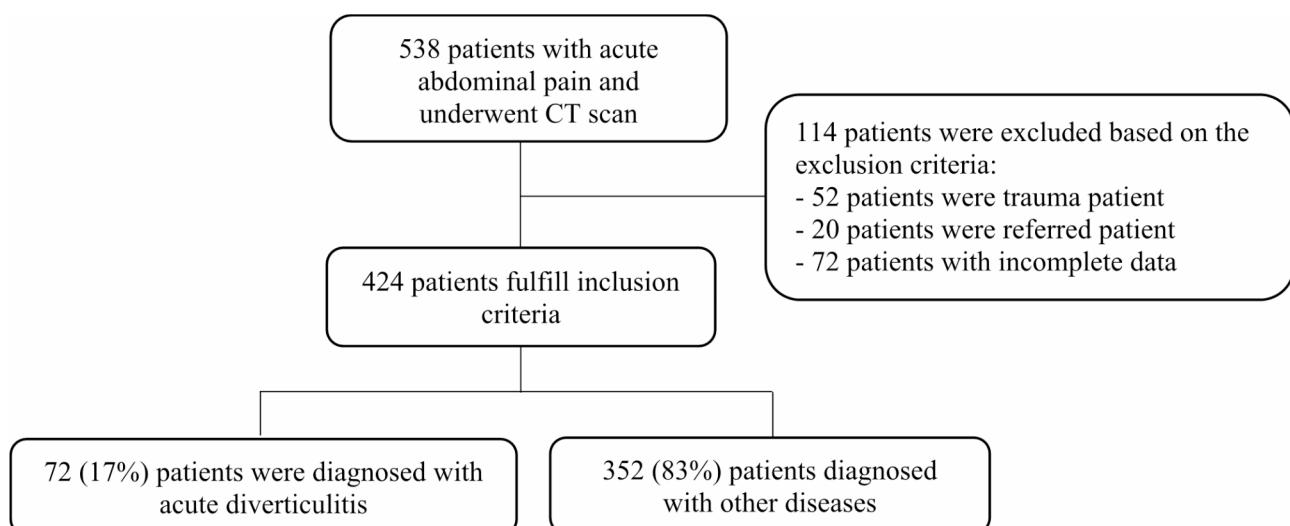 538 patients with acute
abdominal pain and
underwent CT scan
114 patients were excluded based on the
exclusion criteria:
- 52 patients were trauma patient
- 20 patients were referred patient
- 72 patients with incomplete data
424 patients fulfill inclusion
criteria
72 (17%) patients were diagnosed with
acute diverticulitis
352 (83%) patients diagnosed
with other diseases